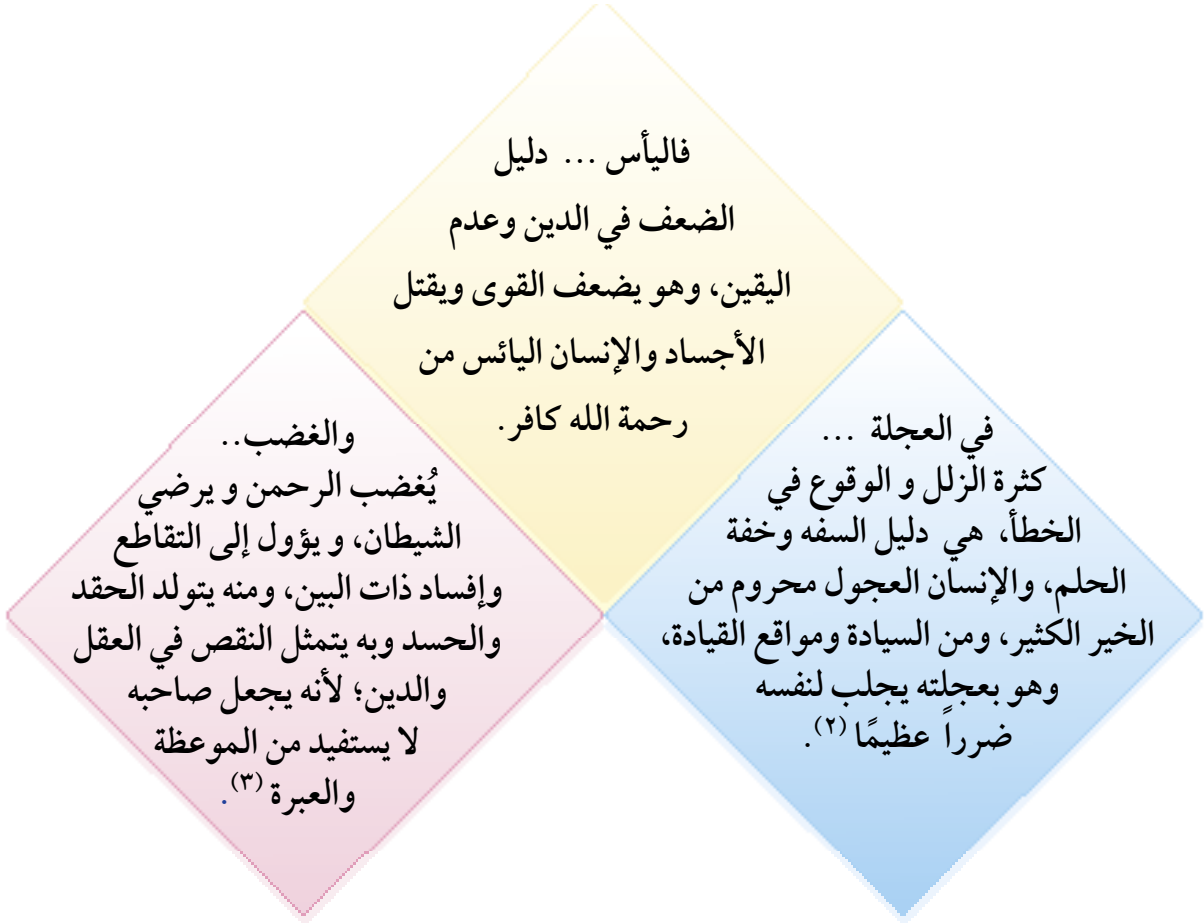 فاليأس ... دليل
الضعف في الدين وعدم
اليقين، وهو يضعف القوى ويقتل
الأجساد والإنسان اليائس من
رحمة الله كافر.
في العجلة ...
كثرة الزلل و الوقوع في
الخطأ، هي دليل السفه وخفة
الحلم، والإنسان العجول محروم من
الخير الكثير، ومن السيادة ومواقع القيادة،
وهو بعجلته يجلب لنفسه
ضرراً عظيمًا (٢).
والغضب..
يُغضب الرحمن و يرضي
الشيطان، و يؤول إلى التقاطع
وإفساد ذات البين، ومنه يتولد الحقد
والحسد وبه يتمثل النقص في العقل
والدين؛ لأنه يجعل صاحبه
لا يستفيد من الموعظة
والعبرة (٣).